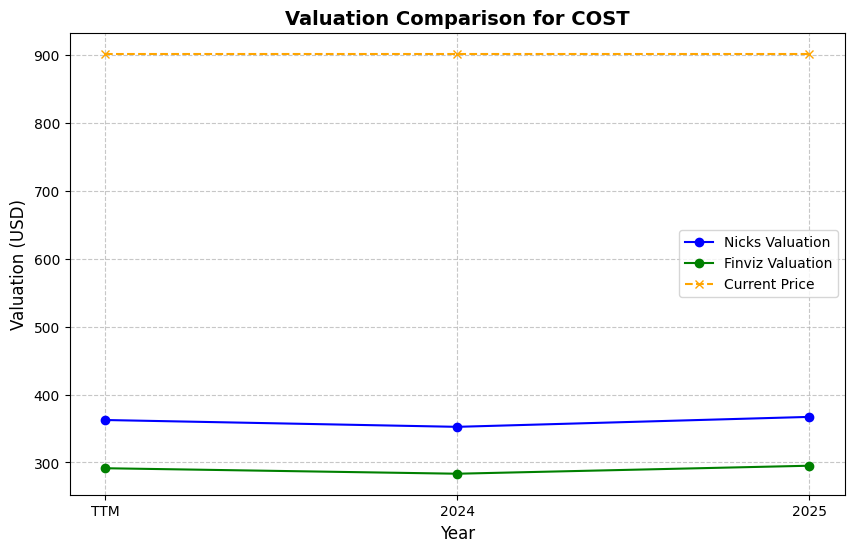 Valuation Comparison for COST
Valuation (USD)
900
800
700
600
500
400
300
Nicks Valuation
Finviz Valuation
Current Price
TTM
2024
2025
Year